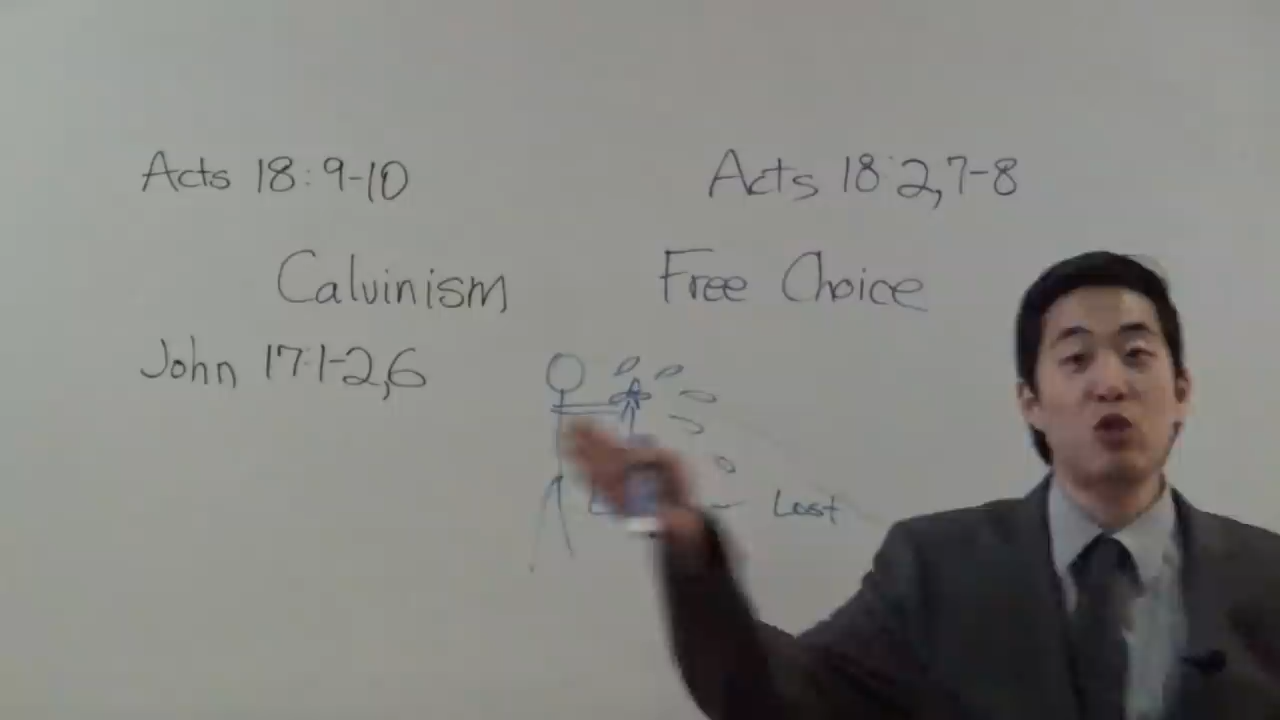 Acts 18:9-10
Acts 18:2,7-8
Calvinism
Free Choice
John 17:1-2,6
Lost